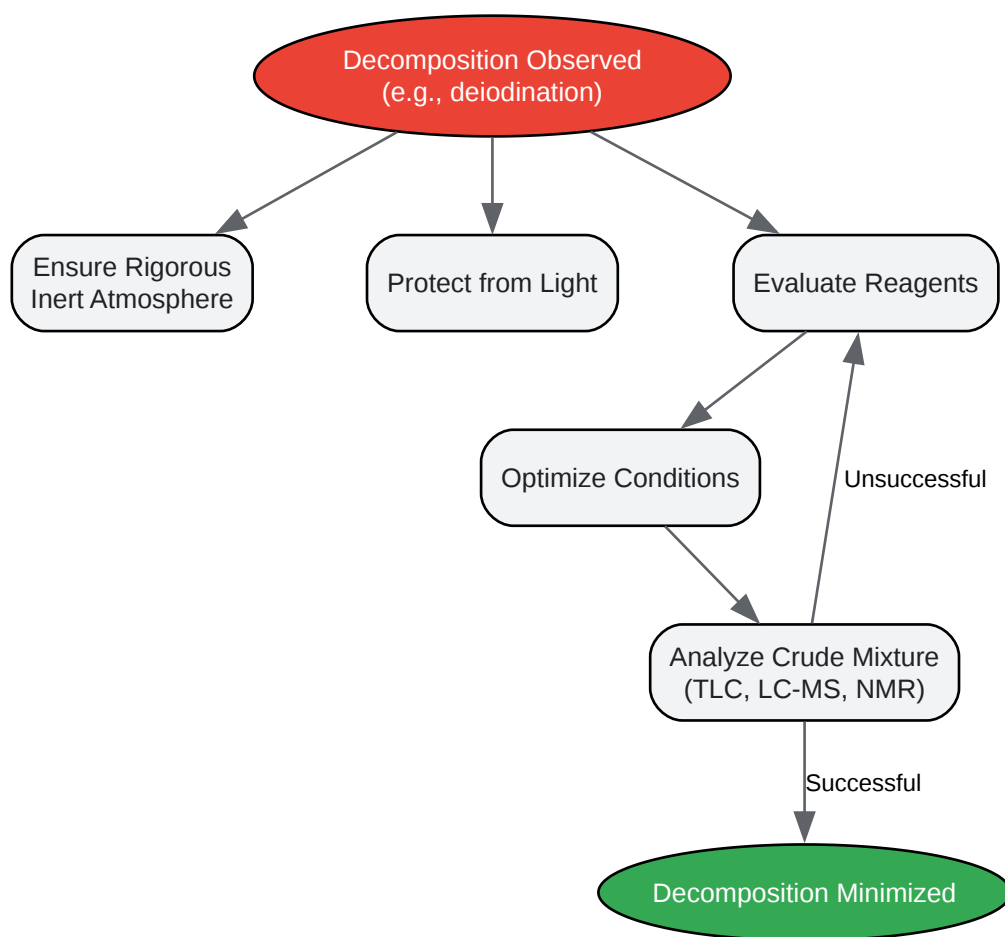 Decomposition Observed
(e.g., deiodination)
Ensure Rigorous
Inert Atmosphere
Protect from Light
Evaluate Reagents
Optimize Conditions
Unsuccessful
Analyze Crude Mixture
(TLC, LC-MS, NMR)
Successful
Decomposition Minimized